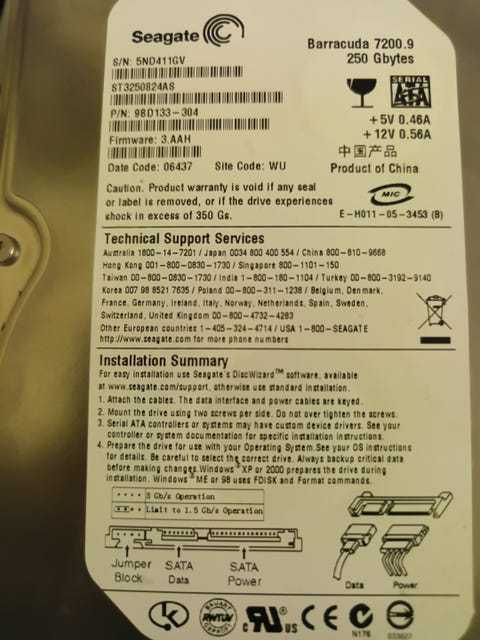 Seagate
Barracuda 7200.9
250 Gbytes
S/N: 5ND411GV
ST3250824AS
P/N: 9BD133-304
Firmware: 3.AAH
Date Code: 06437 Site Code: WU
SERIAL
ATA
+5V 0.46A
+12V 0.56A
中国产品
Product of China
Caution. Product warranty is void if any seal
or label is removed, or if the drive experiences
shock in excess of 350 Gs.
MIC
E-H011-05-3453 (B)
Technical Support Services
Australia 1800-14-7201 / Japan 0034 800 400 554 / China 800-810-9668
Hong Kong 001-800-0830-1730 / Singapore 800-1101-150
Taiwan 00-800-0830-1730 / India 1-800-180-1104 / Turkey 00-800-3192-9140
Korea 007 98 8521 7635 / Poland 00-800-311-1238 / Belgium, Denmark,
France, Germany, Ireland, Italy, Norway, Netherlands, Spain, Sweden,
Switzerland, United Kingdom 00-800-4732-4283
Other European countries 1-405-324-4714 / USA 1-800-SEAGATE
http://www.seagate.com for more phone numbers
Installation Summary
For easy installation use Seagate's DiscWizard™ software, available
at www.seagate.com/support, otherwise use standard installation.
1. Attach the cables. The data interface and power cables are keyed.
2. Mount the drive using two screws per side. Do not over tighten the screws.
3. Serial ATA controllers or systems may have custom device drivers. See your
controller or system documentation for specific installation instructions.
4. Prepare the drive for use with your Operating System. See your OS instructions
for details. Be careful to select the correct drive. Always backup critical data
before making changes. Windows® XP or 2000 prepares the drive during
installation. Windows® ME or 98 uses FDISK and Format commands.
3 Gb/s Operation
Limit to 1.5 Gb/s Operation
Jumper
Block
SATA
Data
SATA
Power
Data
Power
BAUART
RWTÜV
c RU US
CE
N176